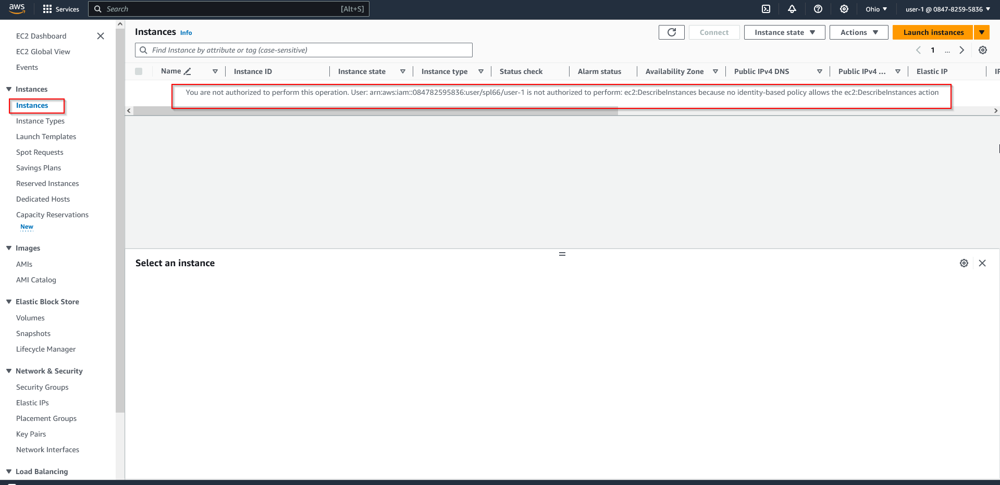 aws
Services
Search
[Alt+S]
Ohio
user-1 @ 0847-8259-5836
EC2 Dashboard
EC2 Global View
Events
Instances
Instances
Instance Types
Launch Templates
Spot Requests
Savings Plans
Reserved Instances
Dedicated Hosts
Capacity Reservations
New
Images
AMIs
AMI Catalog
Elastic Block Store
Volumes
Snapshots
Lifecycle Manager
Network & Security
Security Groups
Elastic IPs
Placement Groups
Key Pairs
Network Interfaces
Load Balancing
Instances Info
Connect
Instance state
Actions
Launch instances
Find Instance by attribute or tag (case-sensitive)
1 ...
Name
Instance ID
Instance state
Instance type
Status check
Alarm status
Availability Zone
Public IPv4 DNS
Public IPv4 ...
Elastic IP
You are not authorized to perform this operation. User: arn:aws:iam::084782595836:user/spl66/user-1 is not authorized to perform: ec2:DescribeInstances because no identity-based policy allows the ec2:DescribeInstances action
Select an instance